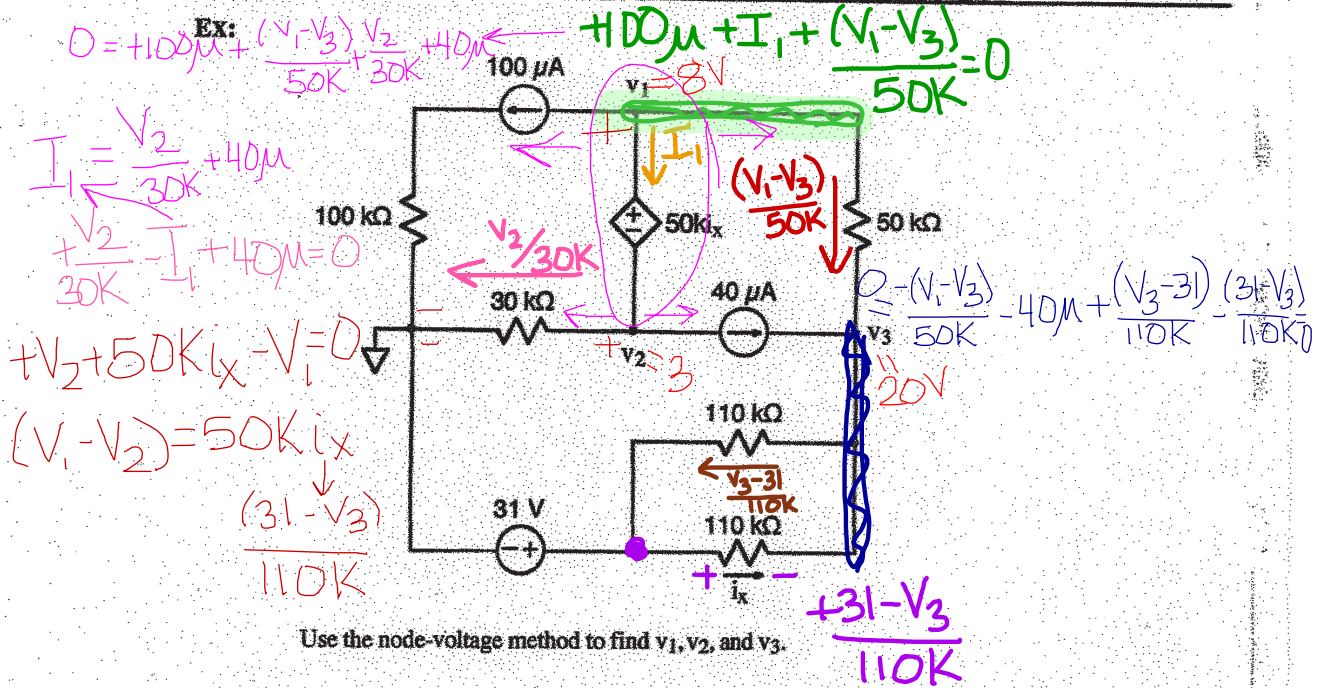 Ex:
0 = +100μ + (V1-V3)/50K + V2/30K + 40μ
+100μ + I1 + (V1-V3)/50K = 0
100 μA
v1 = 8V
I1 = V2/30K + 40μ
+V2/30K - I1 + 40μ = 0
+
I1
(V1-V3)/50K
100 kΩ
+
−
50kix
50 kΩ
V2/30K
30 kΩ
40 μA
0 = -(V1-V3)/50K - 40μ + (V3-31)/110K - (31-V3)/110K
0
−
−
+
v2 = 3
v3
= 20V
+V2+50Kix-V1=0
(V1-V2)=50Kix
(31-V3)/110K
110 kΩ
V3-31/110K
31 V
− +
110 kΩ
+ −
ix
+31-V3/110K
Use the node-voltage method to find v1, v2, and v3.